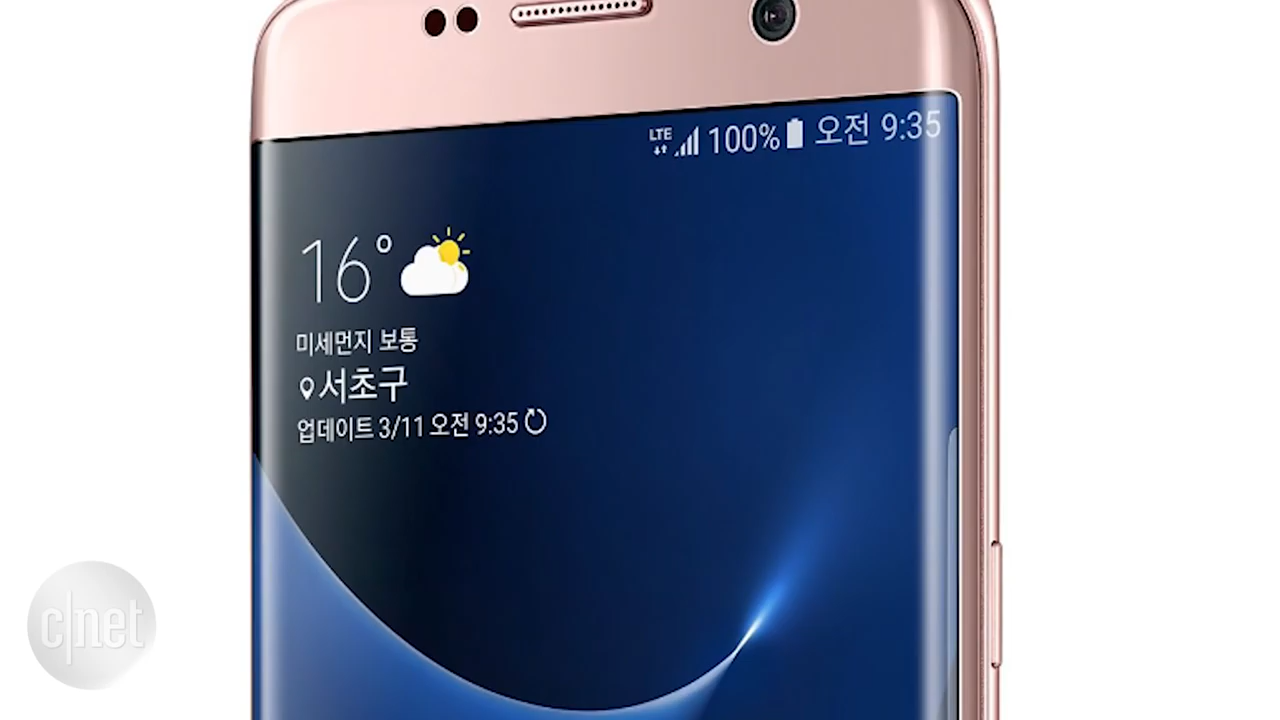 LTE 100% 오전 9:35
16°
미세먼지 보통
서초구
업데이트 3/11 오전 9:35
c|net